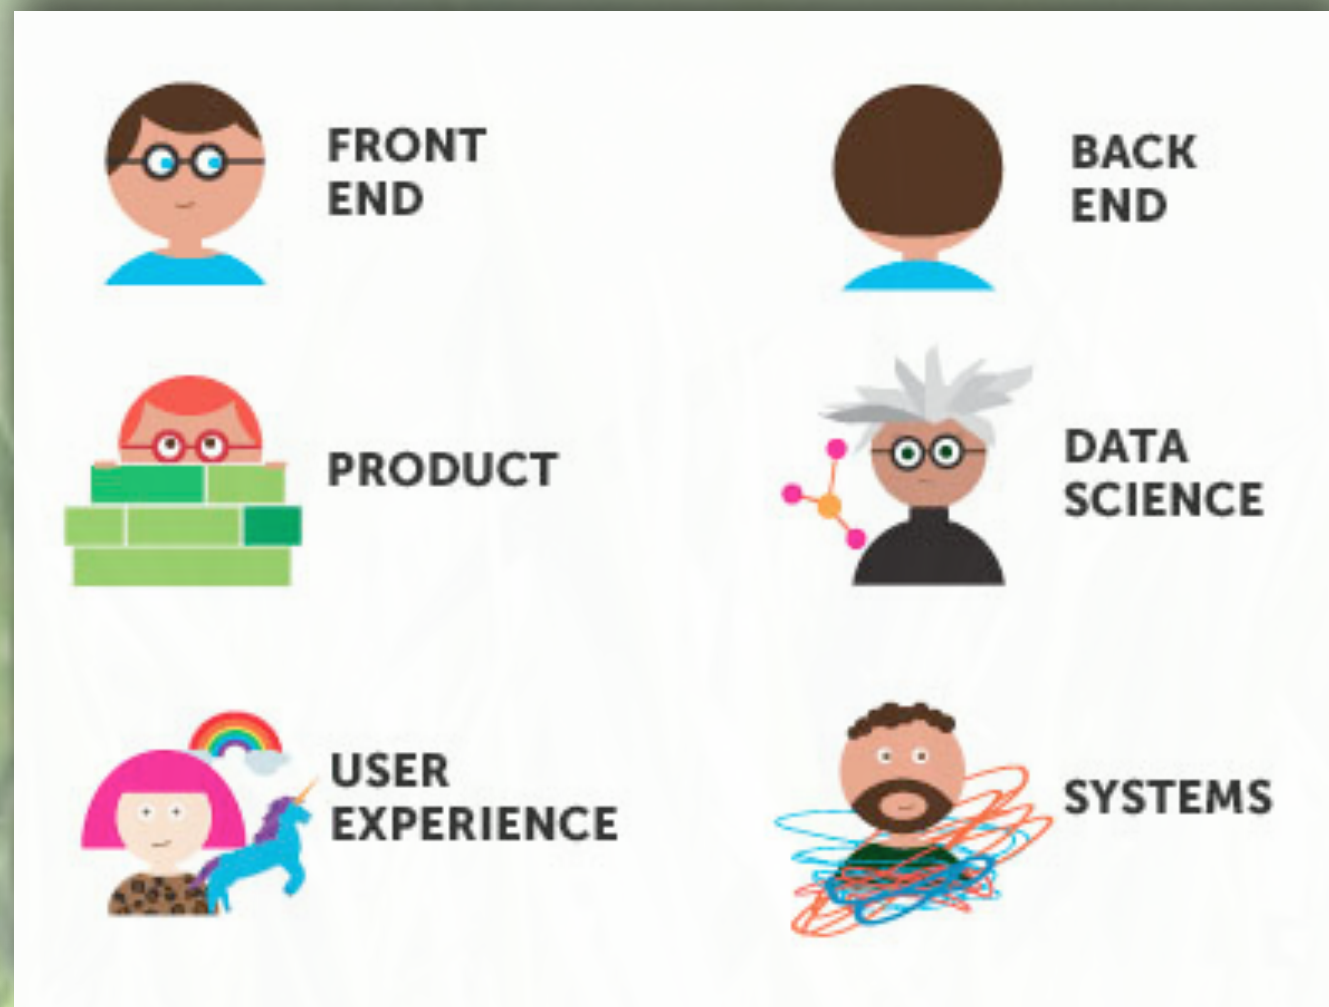 FRONT
END
BACK
END
PRODUCT
DATA
SCIENCE
USER
EXPERIENCE
SYSTEMS